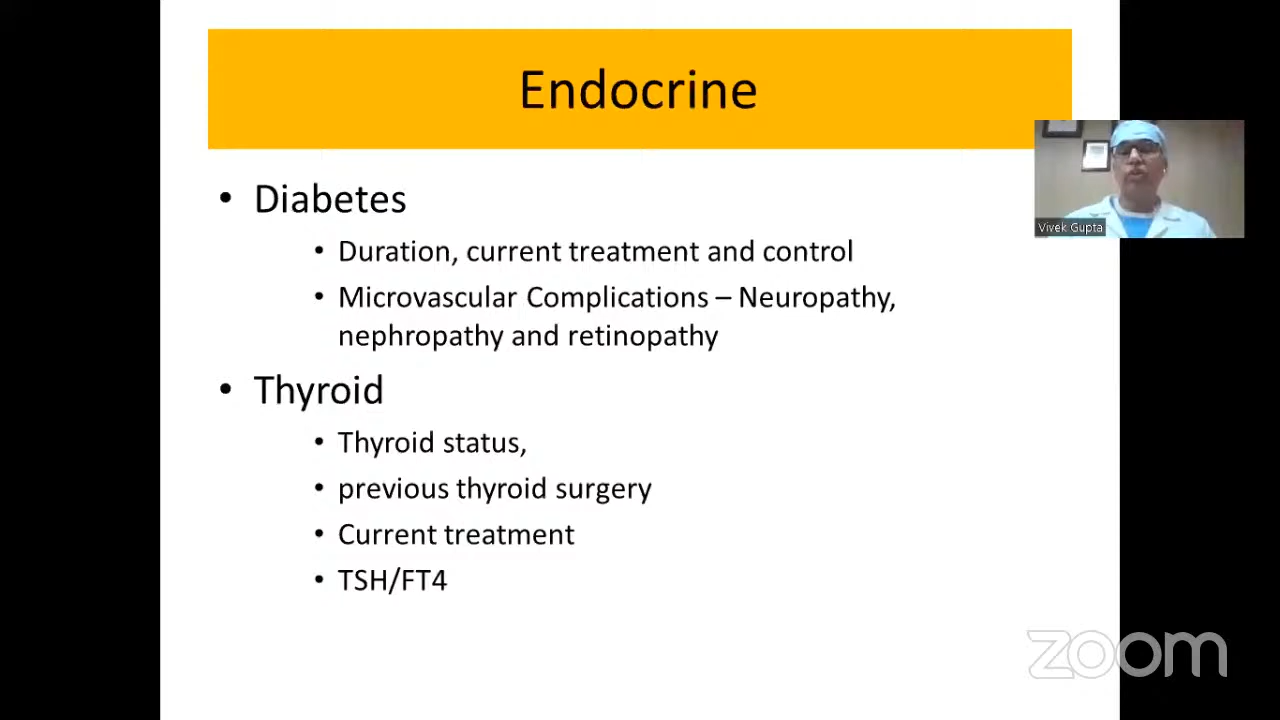 Endocrine
• Diabetes
• Duration, current treatment and control
• Microvascular Complications – Neuropathy,
nephropathy and retinopathy
• Thyroid
• Thyroid status,
• previous thyroid surgery
• Current treatment
• TSH/FT4
Vivek Gupta
zoom